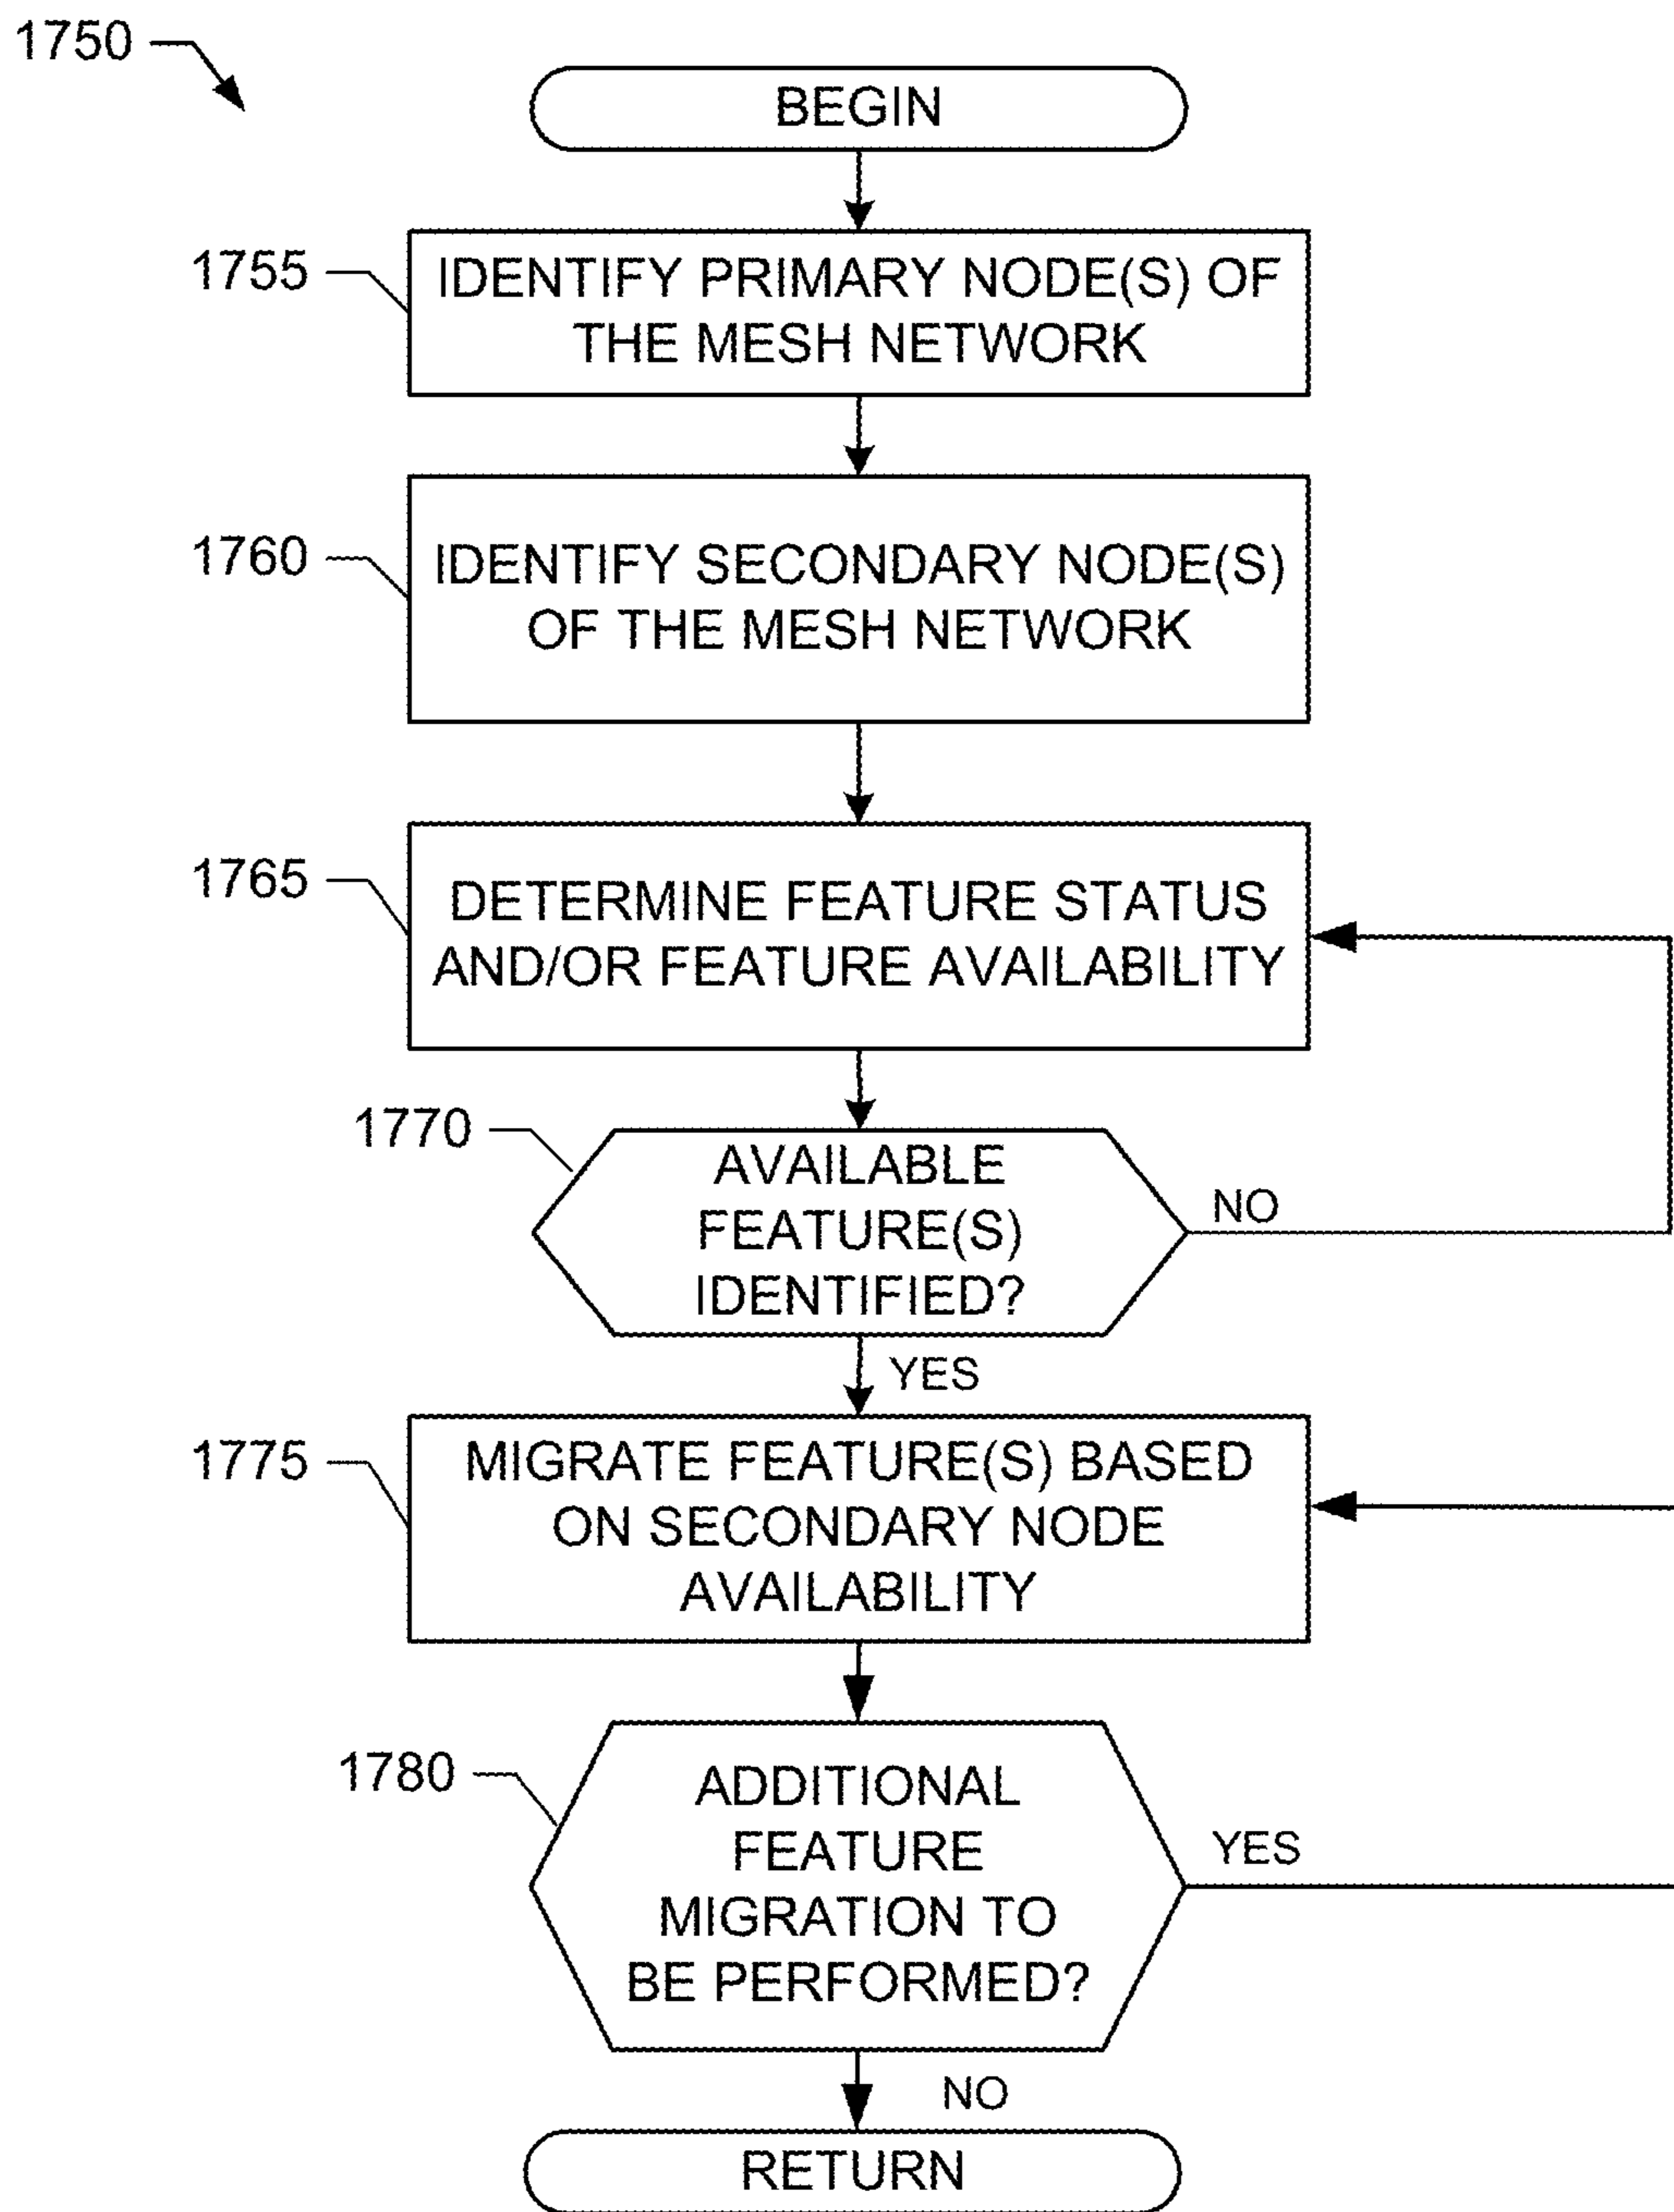 1750
BEGIN
1755
IDENTIFY PRIMARY NODE(S) OF
THE MESH NETWORK
1760
IDENTIFY SECONDARY NODE(S)
OF THE MESH NETWORK
1765
DETERMINE FEATURE STATUS
AND/OR FEATURE AVAILABILITY
1770
AVAILABLE
FEATURE(S)
IDENTIFIED?
NO
YES
1775
MIGRATE FEATURE(S) BASED
ON SECONDARY NODE
AVAILABILITY
1780
ADDITIONAL
FEATURE
MIGRATION TO
BE PERFORMED?
YES
NO
RETURN